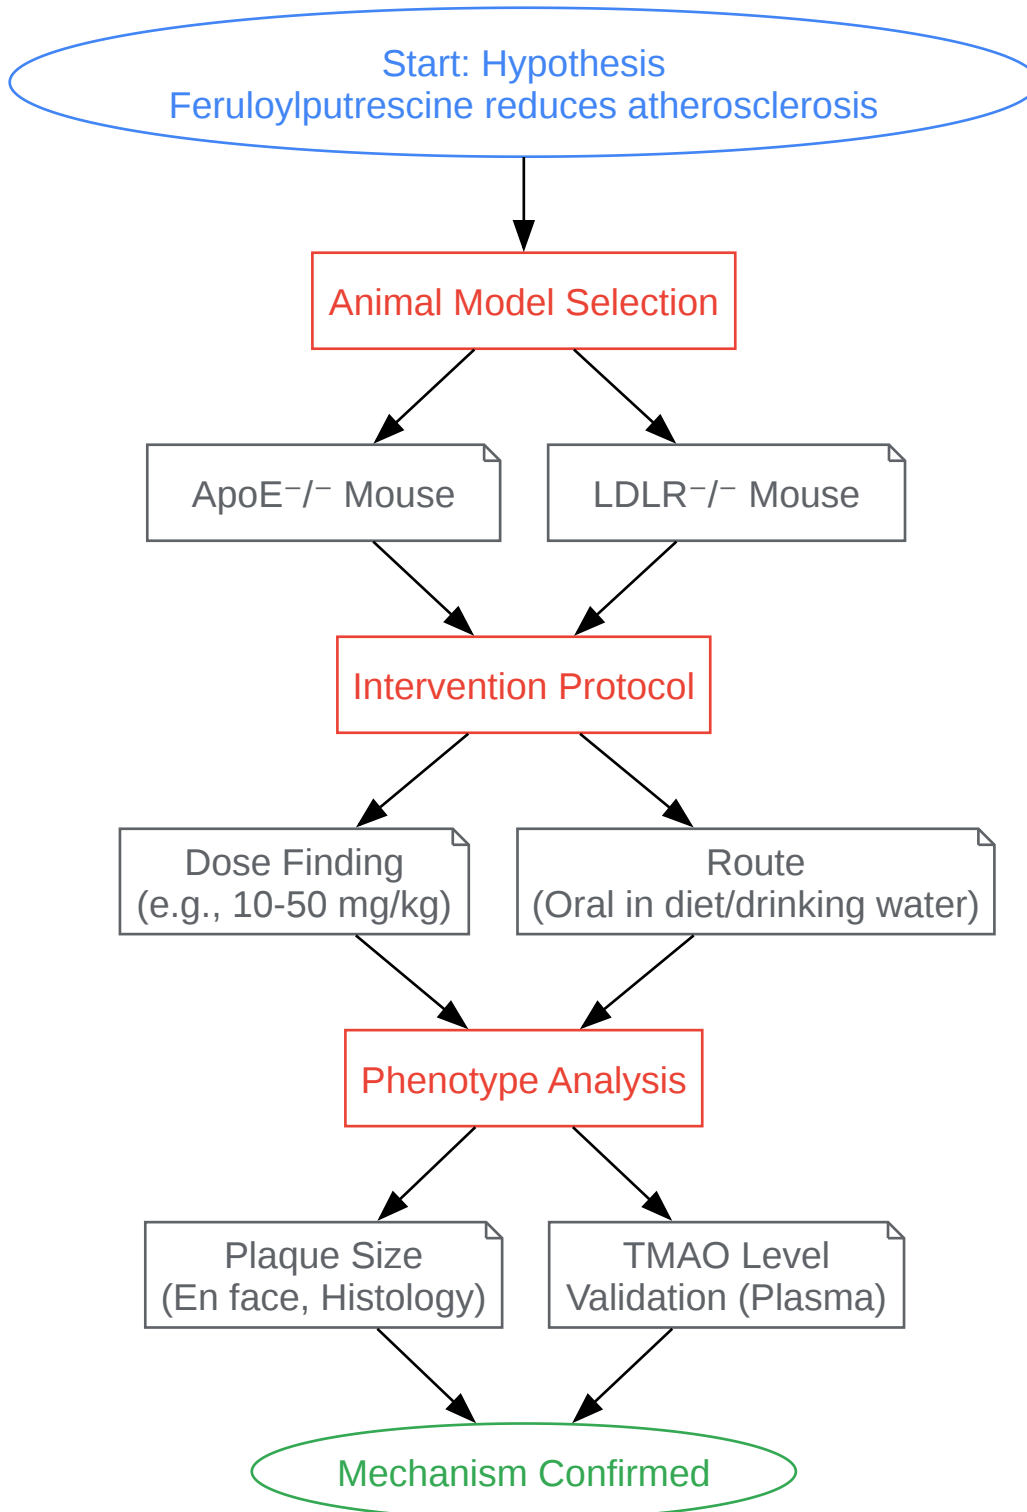 Start: Hypothesis
Feruloylputrescine reduces atherosclerosis
Animal Model Selection
ApoE⁻/⁻ Mouse
LDLR⁻/⁻ Mouse
Intervention Protocol
Dose Finding
(e.g., 10-50 mg/kg)
Route
(Oral in diet/drinking water)
Phenotype Analysis
Plaque Size
(En face, Histology)
TMAO Level
Validation (Plasma)
Mechanism Confirmed